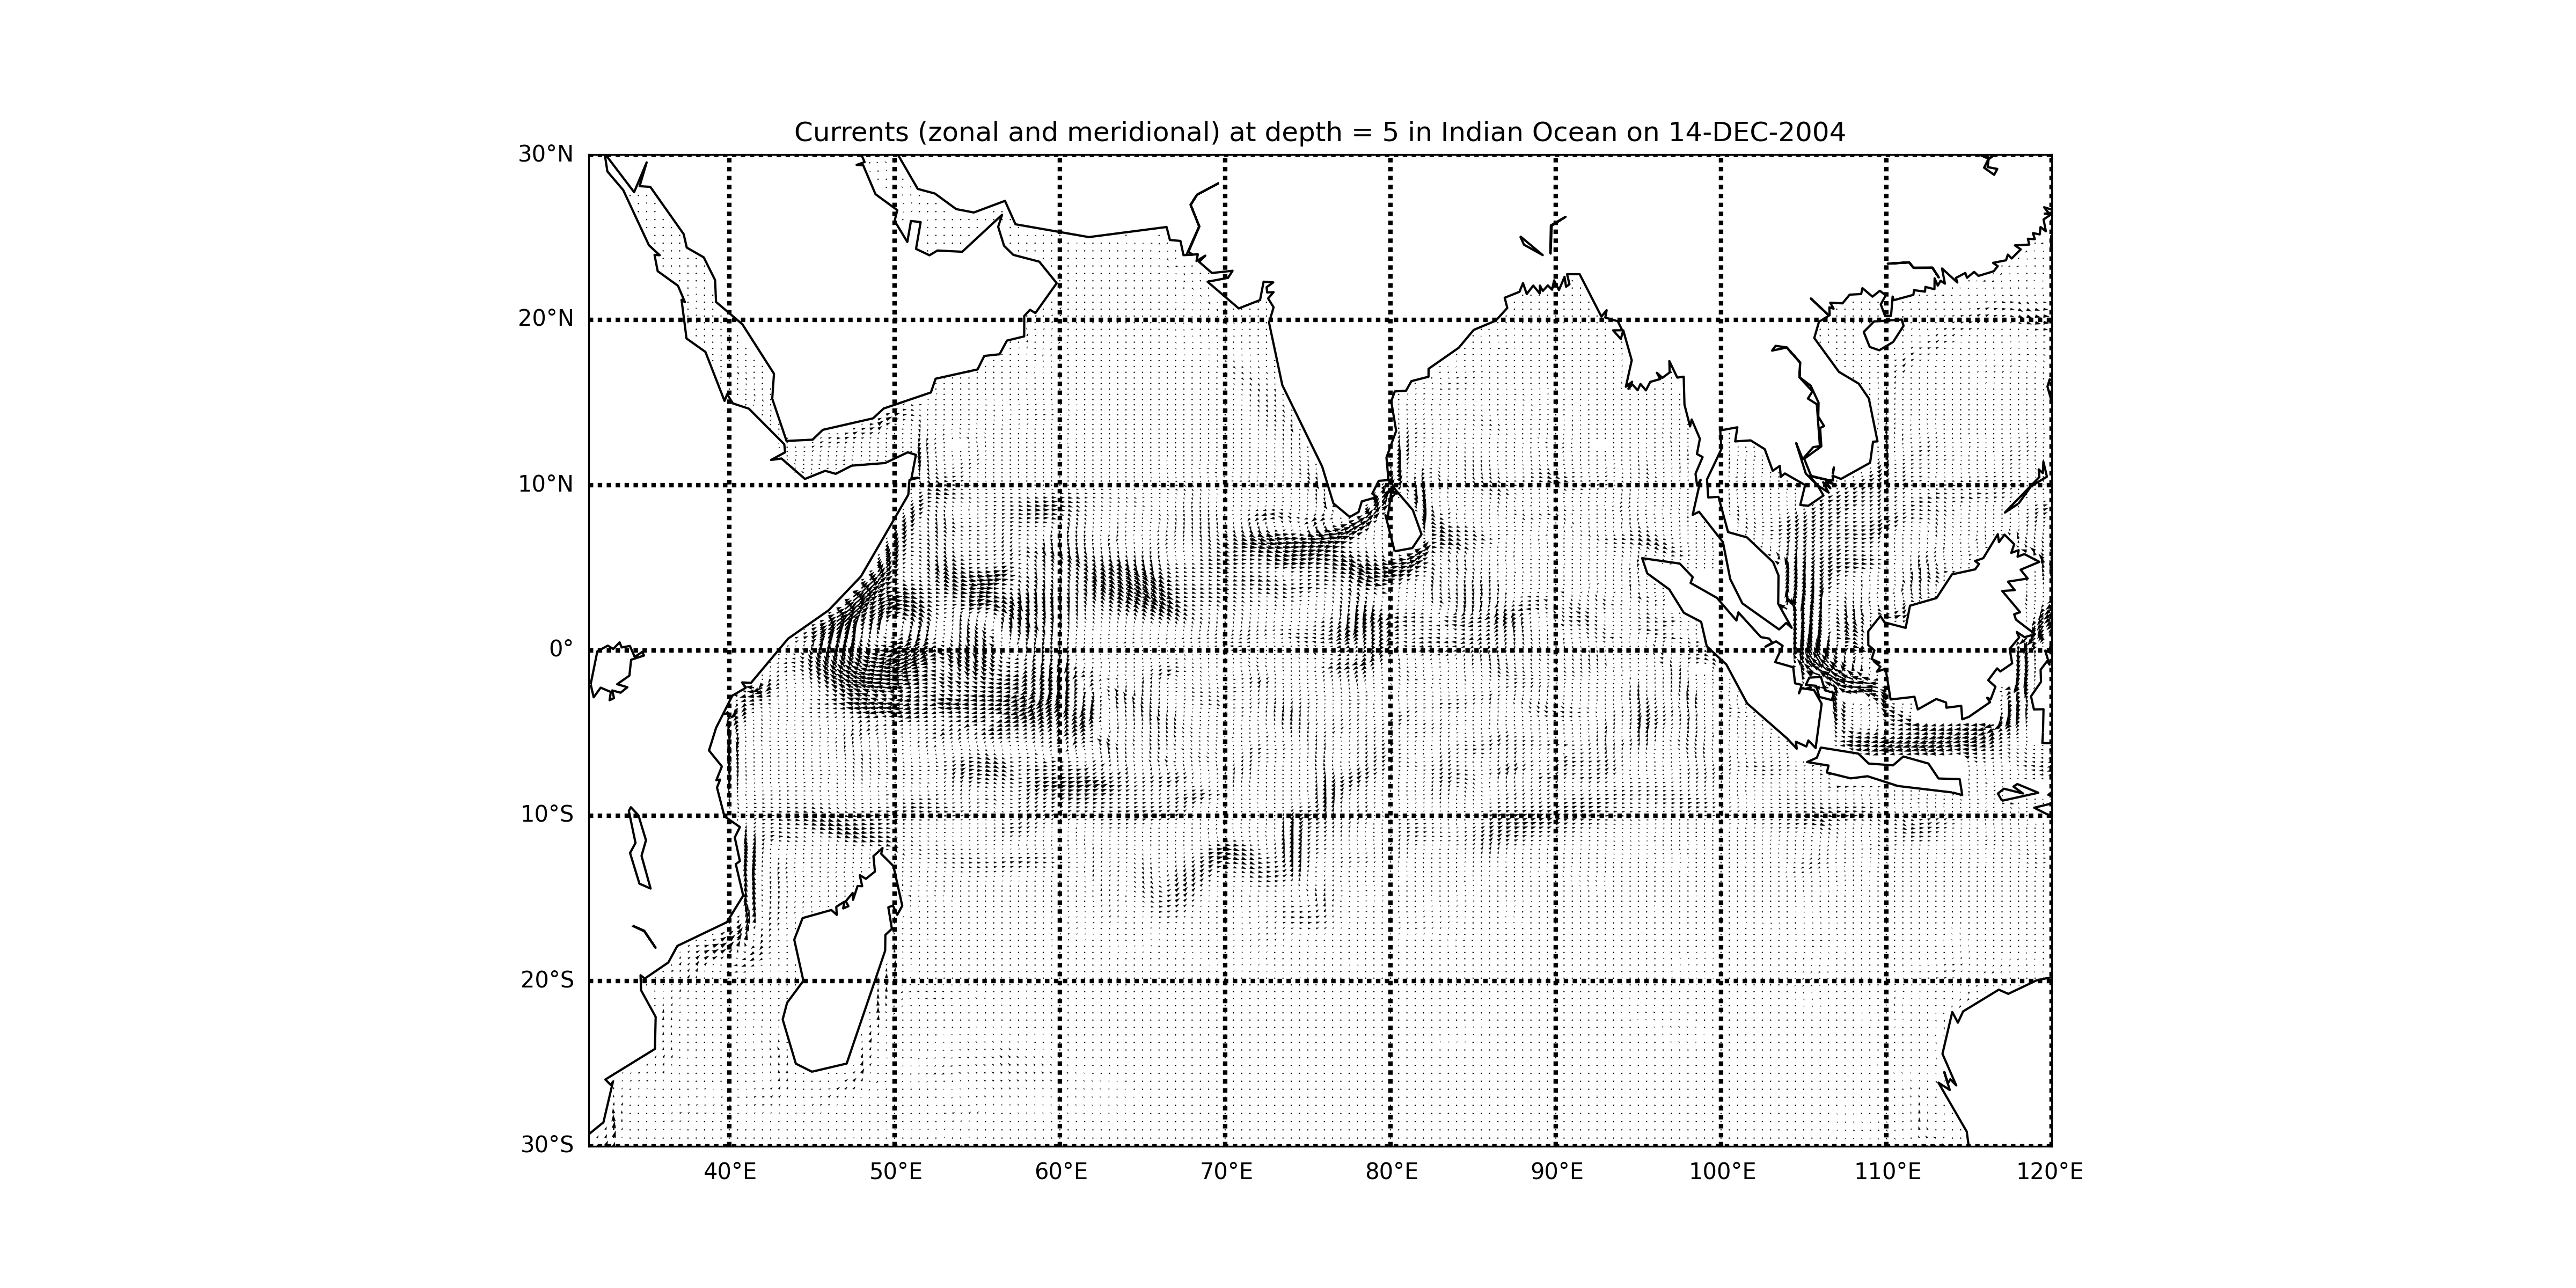 Currents (zonal and meridional) at depth = 5 in Indian Ocean on 14-DEC-2004
30°N
20°N
10°N
0°
10°S
20°S
30°S
40°E 50°E 60°E 70°E 80°E 90°E 100°E 110°E 120°E